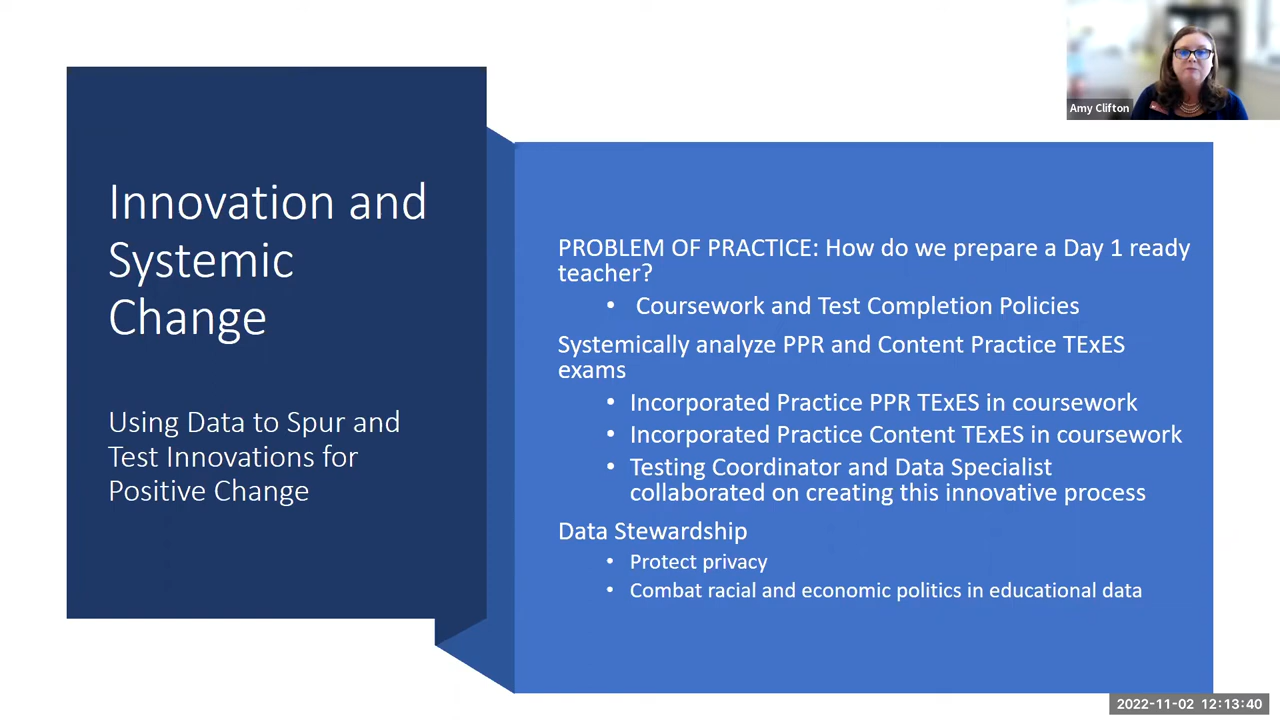 Amy Clifton
Innovation and
Systemic
Change
Using Data to Spur and
Test Innovations for
Positive Change
PROBLEM OF PRACTICE: How do we prepare a Day 1 ready
teacher?
• Coursework and Test Completion Policies
Systemically analyze PPR and Content Practice TExES
exams
• Incorporated Practice PPR TExES in coursework
• Incorporated Practice Content TExES in coursework
• Testing Coordinator and Data Specialist
collaborated on creating this innovative process
Data Stewardship
• Protect privacy
• Combat racial and economic politics in educational data
2022-11-02 12:13:40